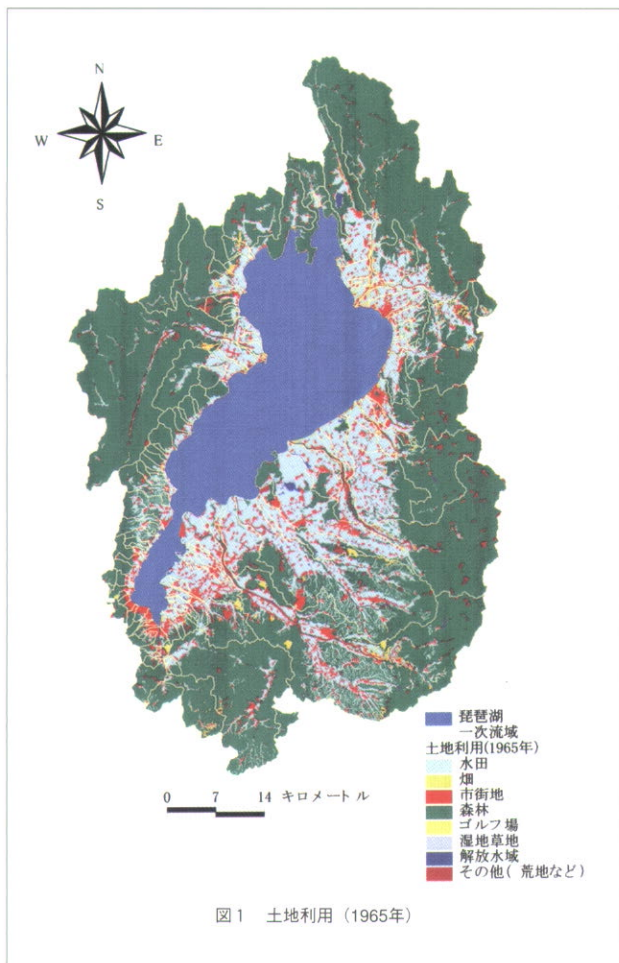 N
W E
S
琵琶湖
一次流域
土地利用(1965年)
水田
畑
市街地
森林
ゴルフ場
湿地草地
解放水域
その他( 荒地など)
0 7 14 キロメートル
図1 土地利用（1965年）